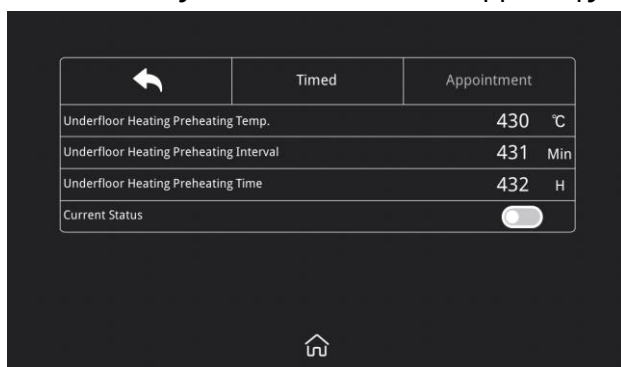 Timed Appointment
Underfloor Heating Preheating Temp. 430 ℃
Underfloor Heating Preheating Interval 431 Min
Underfloor Heating Preheating Time 432 H
Current Status